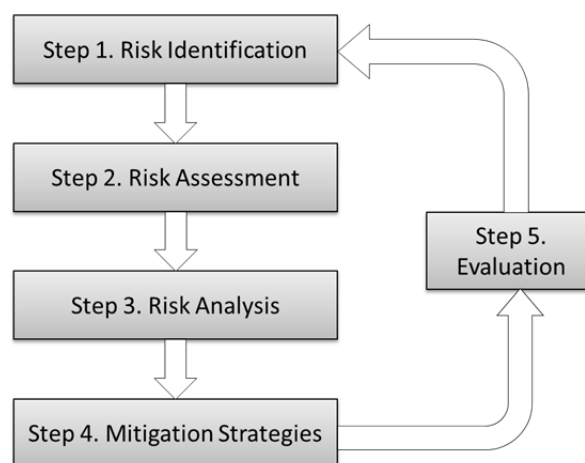 Step 1. Risk Identification
Step 2. Risk Assessment
Step 3. Risk Analysis
Step 4. Mitigation Strategies
Step 5.
Evaluation